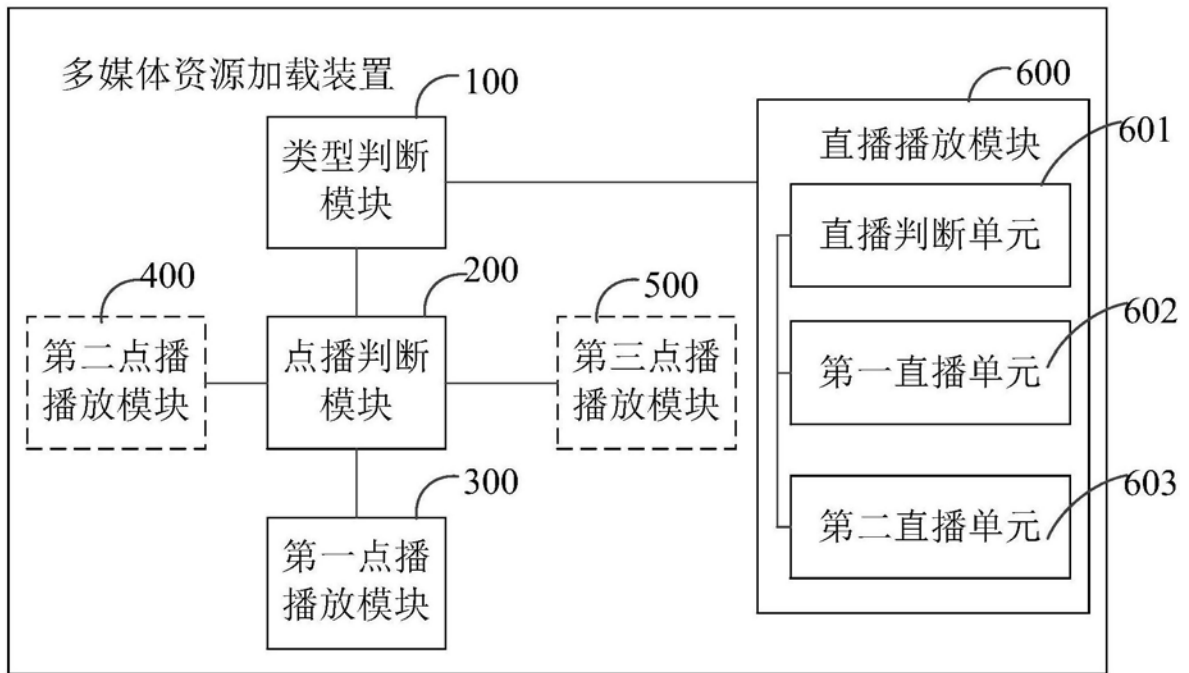 多媒体资源加载装置
100
类型判断
模块
600
直播播放模块
601
直播判断单元
400
第二点播
播放模块
200
点播判断
模块
500
第三点播
播放模块
602
第一直播单元
300
第一点播
播放模块
603
第二直播单元